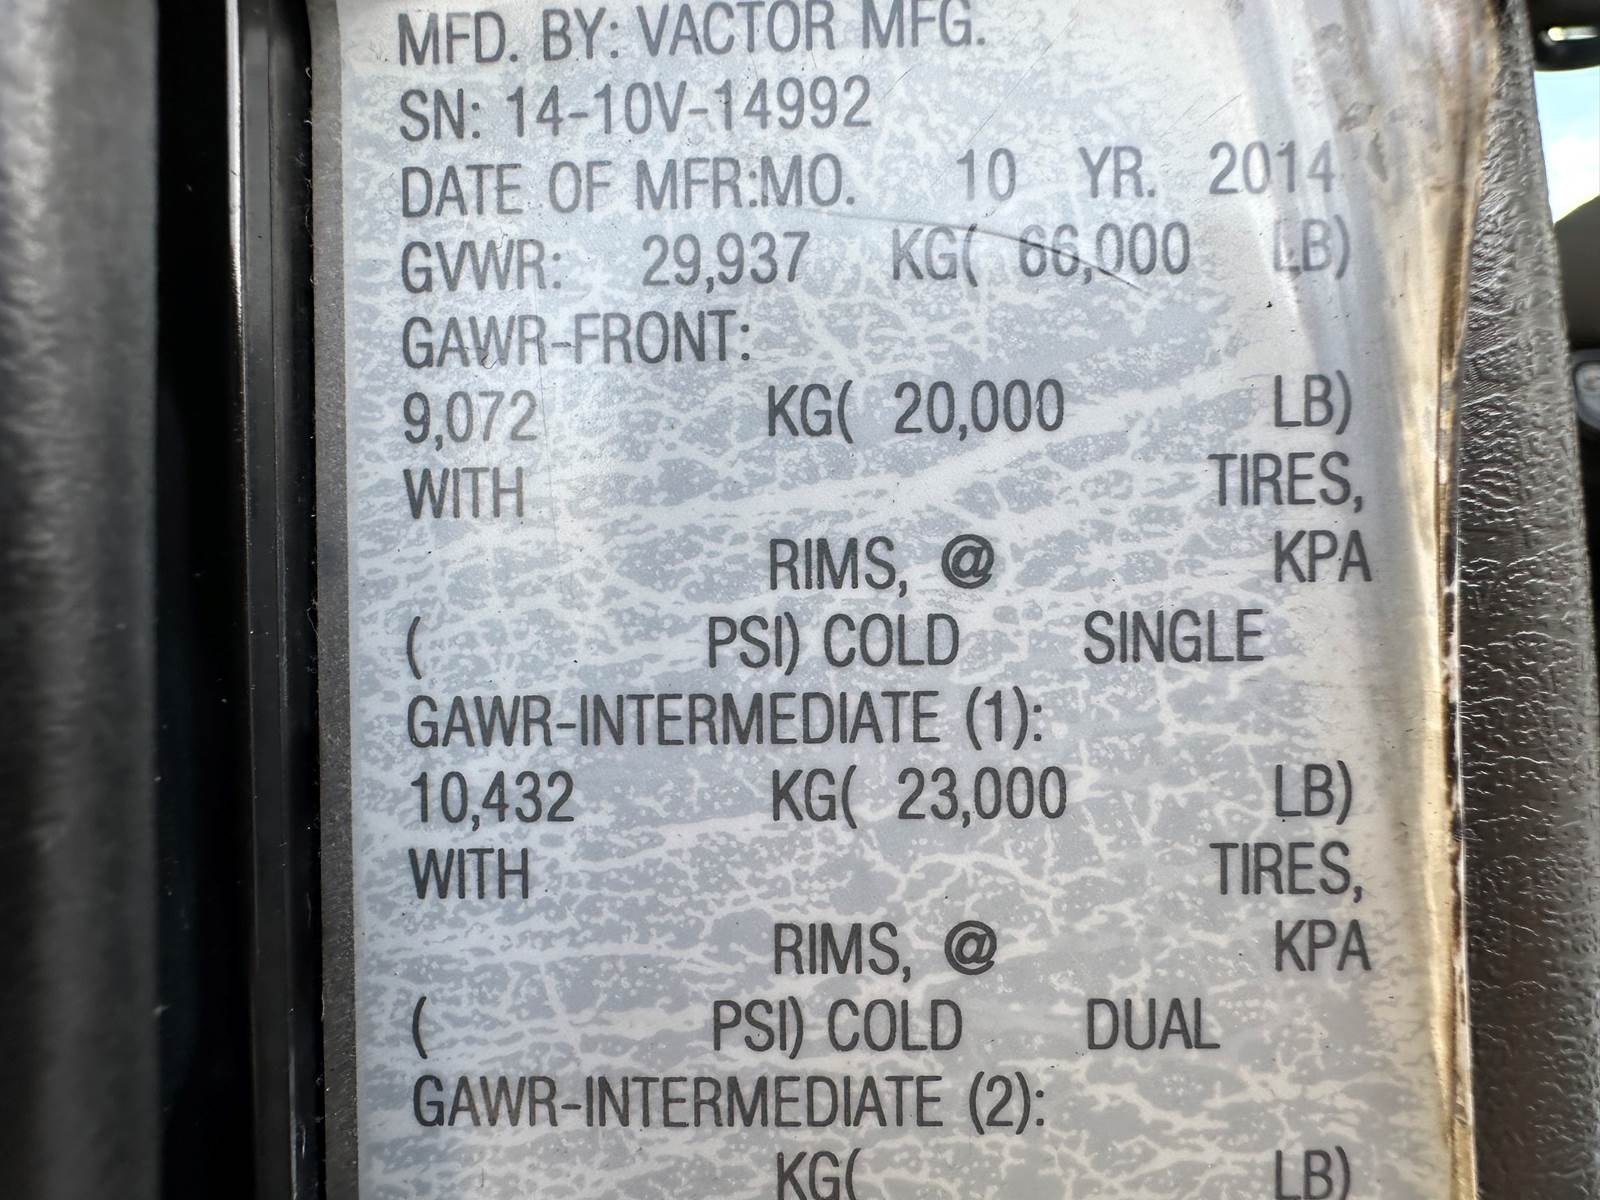 MFD. BY: VACTOR MFG.
SN: 14-10V-14992
DATE OF MFR:MO. 10 YR. 2014
GVWR: 29,937 KG( 66,000 LB)
GAWR-FRONT:
9,072 KG( 20,000 LB)
WITH TIRES,
RIMS, @ KPA
( PSI) COLD SINGLE
GAWR-INTERMEDIATE (1):
10,432 KG( 23,000 LB)
WITH TIRES,
RIMS, @ KPA
( PSI) COLD DUAL
GAWR-INTERMEDIATE (2):
KG( LB)